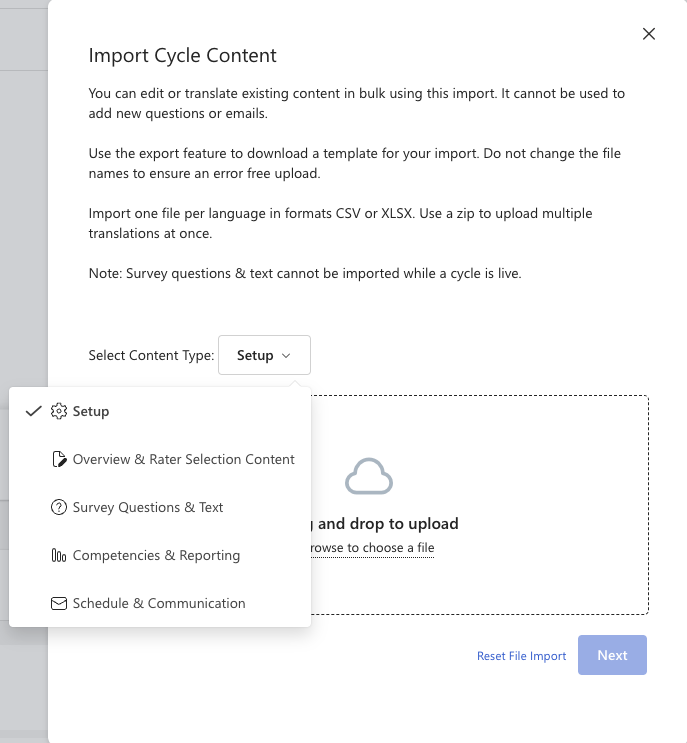 Import Cycle Content
You can edit or translate existing content in bulk using this import. It cannot be used to
add new questions or emails.
Use the export feature to download a template for your import. Do not change the file
names to ensure an error free upload.
Import one file per language in formats CSV or XLSX. Use a zip to upload multiple
translations at once.
Note: Survey questions & text cannot be imported while a cycle is live.
Select Content Type: Setup
Setup
Overview & Rater Selection Content
Survey Questions & Text
Competencies & Reporting
Schedule & Communication
and drop to upload
to choose a file
Reset File Import
Next